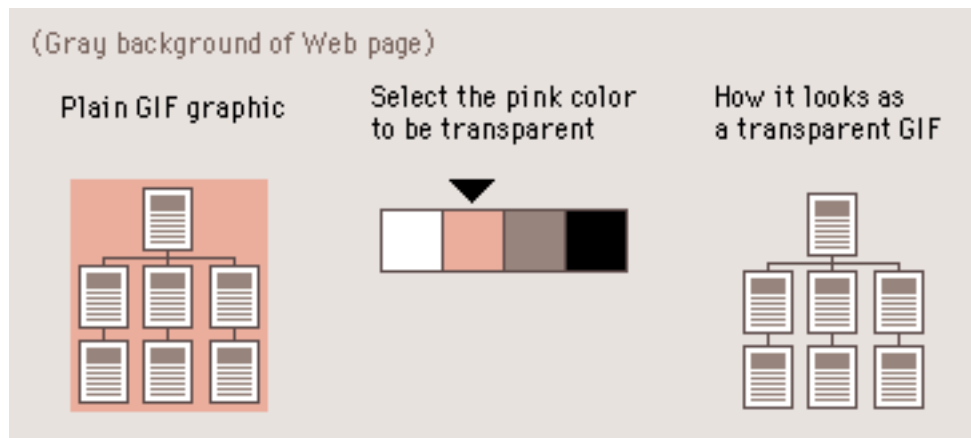 (Gray background of Web page)
Plain GIF graphic
Select the pink color
to be transparent
How it looks as
a transparent GIF